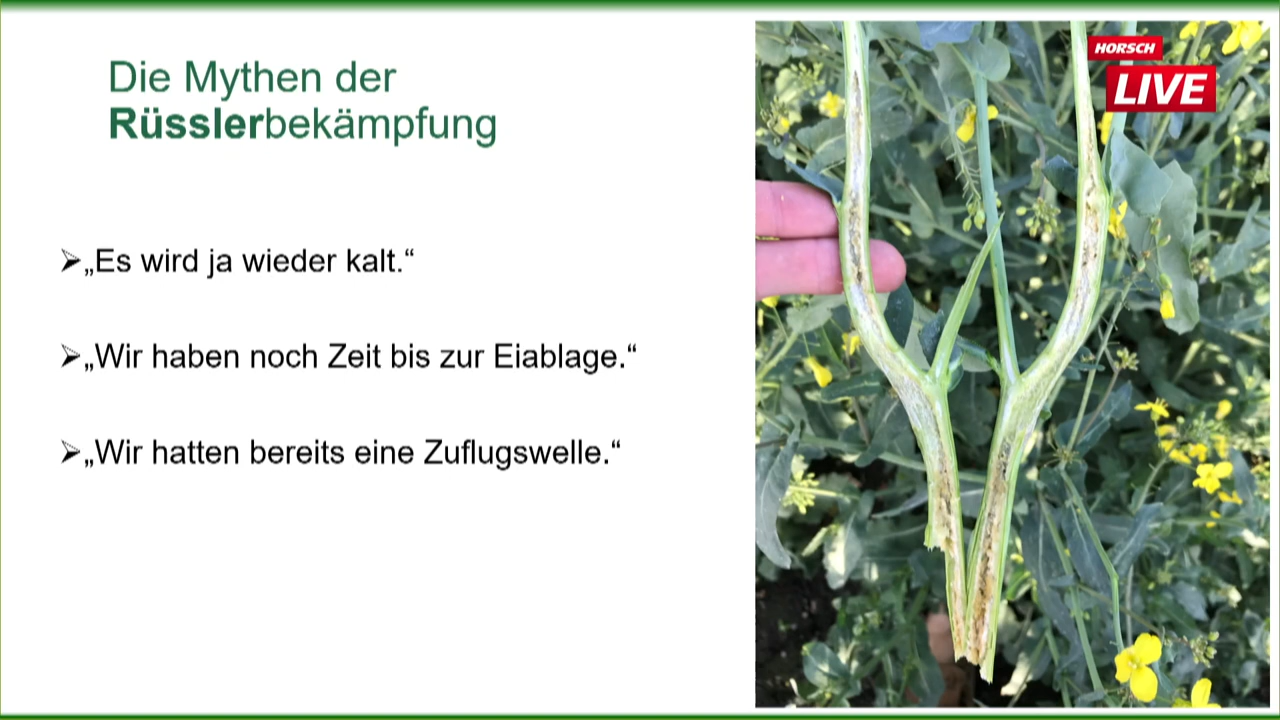 Die Mythen der
Rüsslerbekämpfung
„Es wird ja wieder kalt.“
„Wir haben noch Zeit bis zur Eiablage.“
„Wir hatten bereits eine Zuflugswelle.“
HORSCH
LIVE